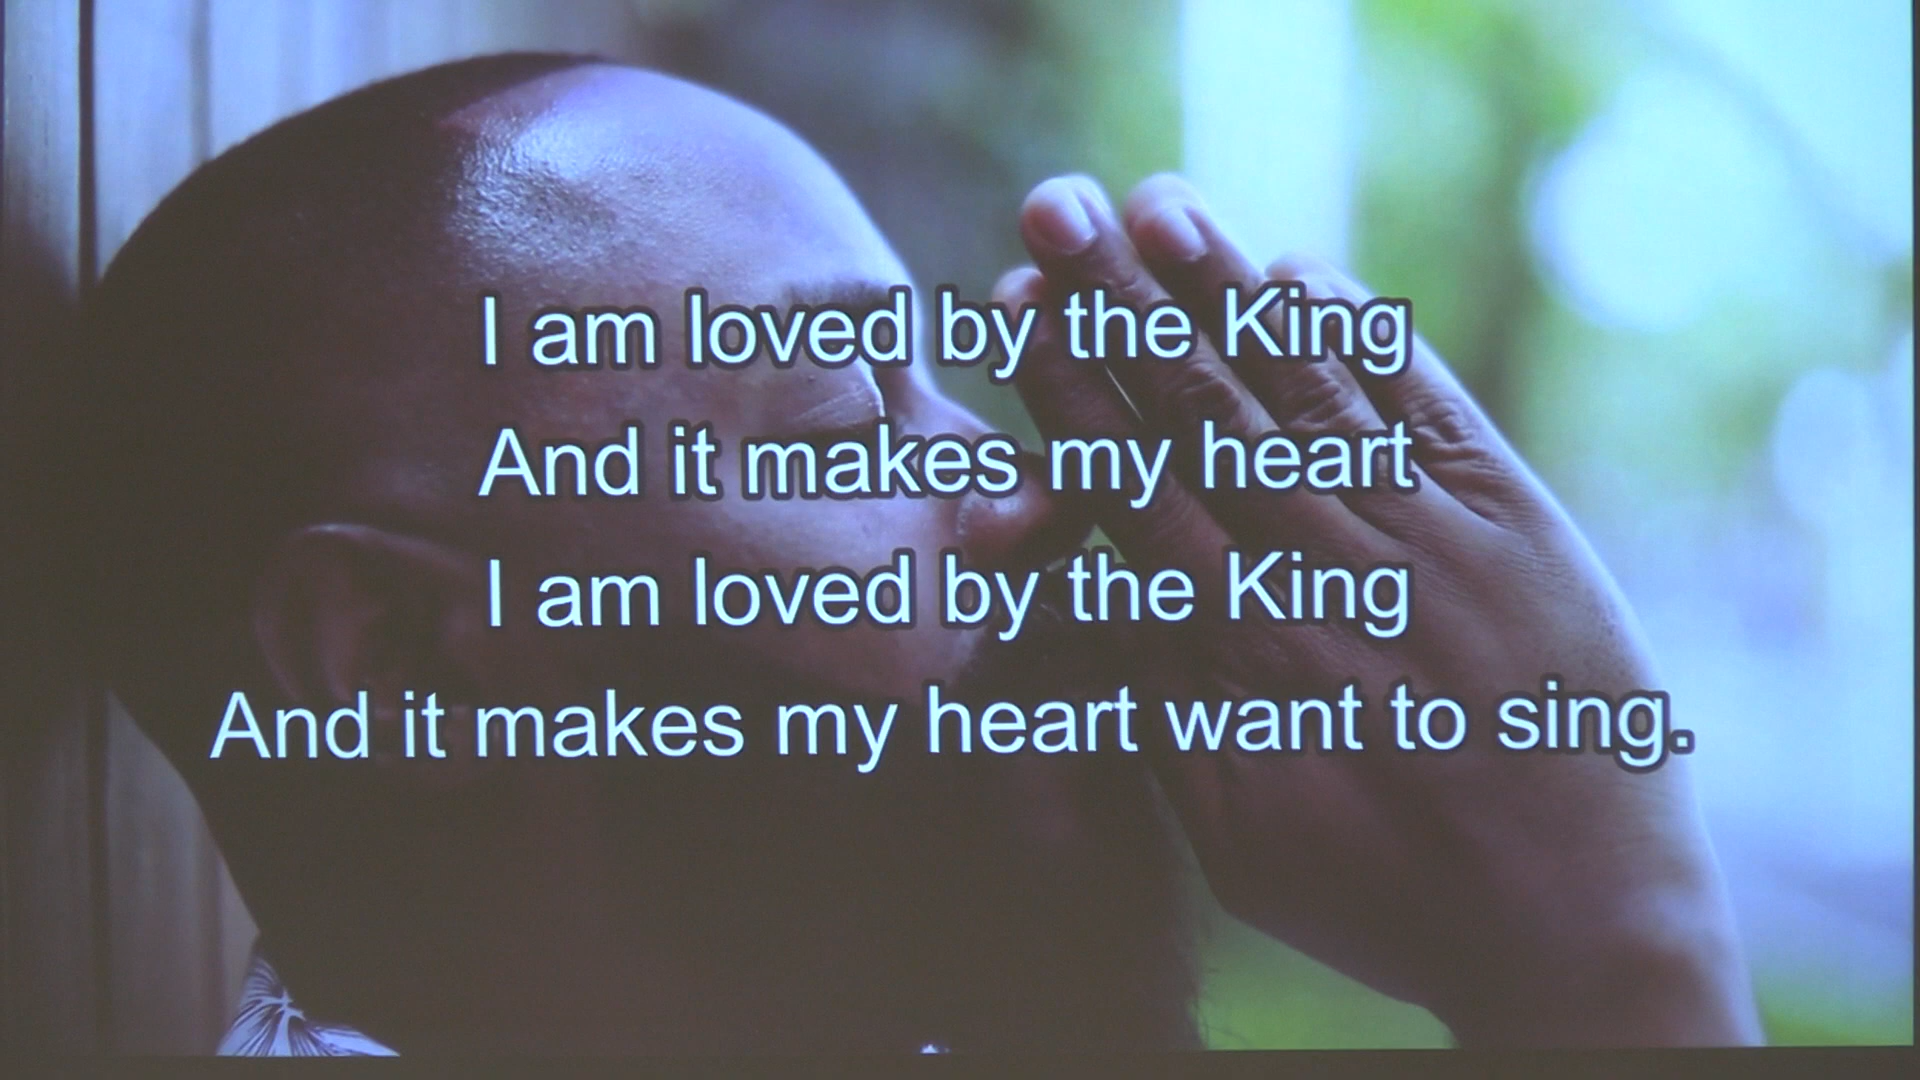 I am loved by the King
And it makes my heart
I am loved by the King
And it makes my heart want to sing.